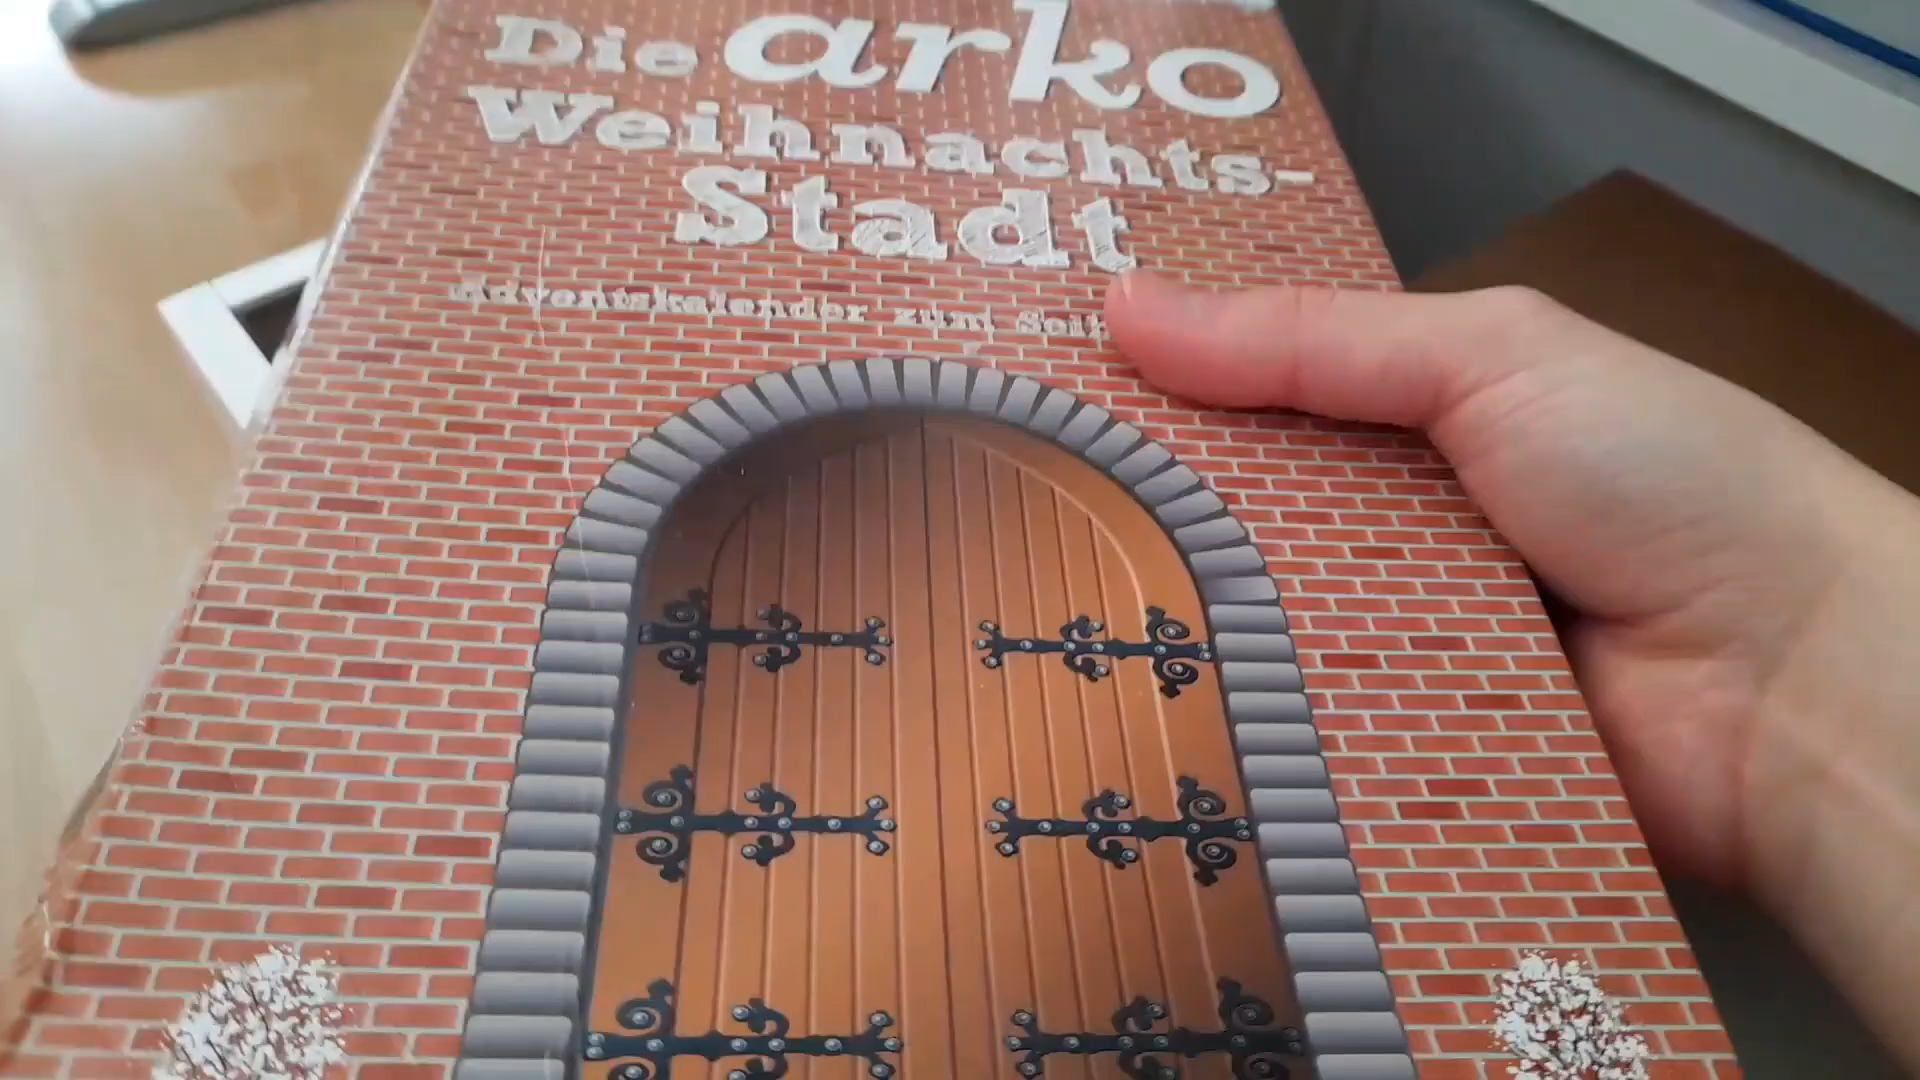 Die arko
Weihnachts-
Stadt
Adventskalender zum